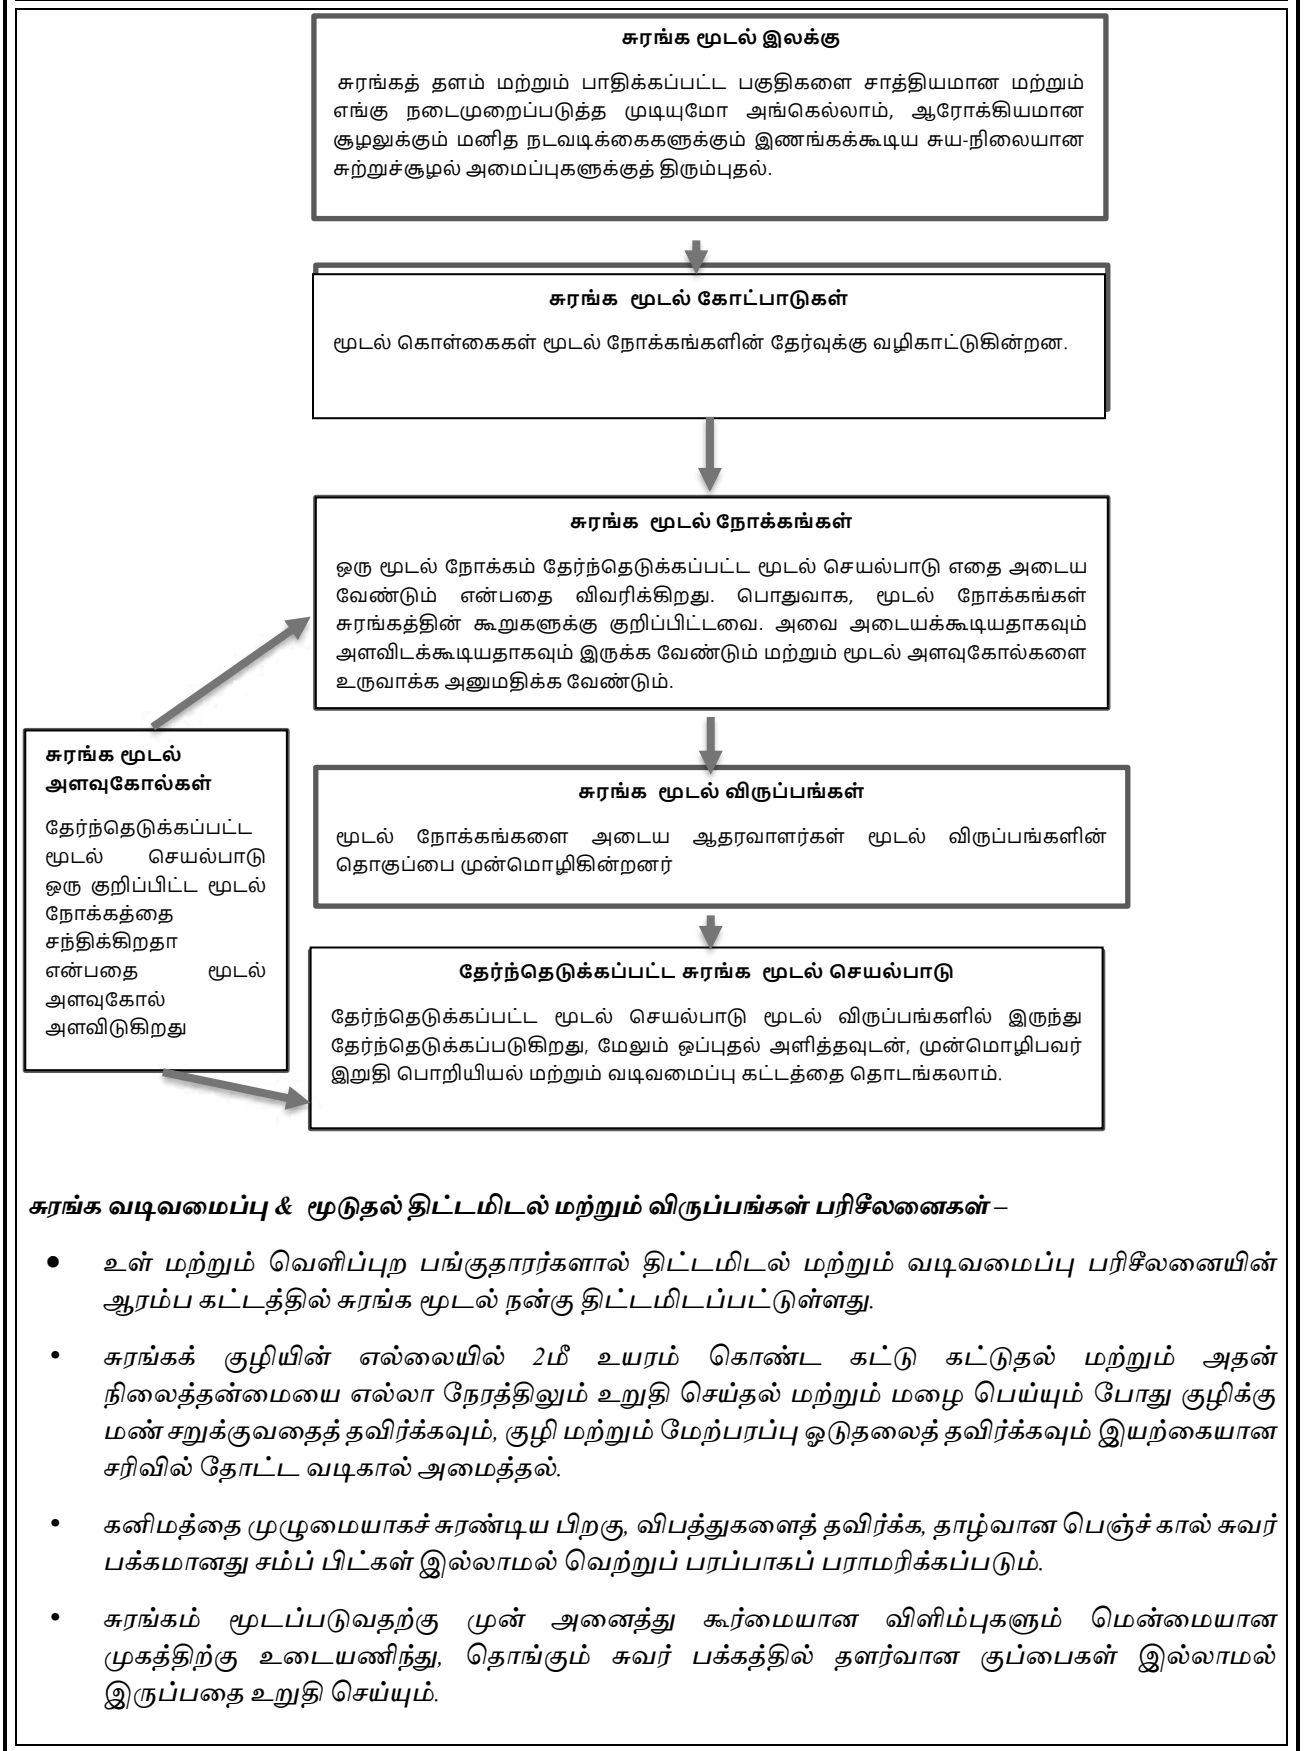 சுரங்க மூடல் இலக்கு
சுரங்கத் தளம் மற்றும் பாதிக்கப்பட்ட பகுதிகளை சாத்தியமான மற்றும்
எங்கு நடைமுறைப்படுத்த முடியுமோ அங்கெல்லாம், ஆரோக்கியமான
சூழலுக்கும் மனித நடவடிக்கைகளுக்கும் இணங்கக்கூடிய சுய-நிலையான
சுற்றுச்சூழல் அமைப்புகளுக்குத் திரும்புதல்.
சுரங்க மூடல் கோட்பாடுகள்
மூடல் கொள்கைகள் மூடல் நோக்கங்களின் தேர்வுக்கு வழிகாட்டுகின்றன.
சுரங்க மூடல் நோக்கங்கள்
ஒரு மூடல் நோக்கம் தேர்ந்தெடுக்கப்பட்ட மூடல் செயல்பாடு எதை அடைய
வேண்டும் என்பதை விவரிக்கிறது. பொதுவாக, மூடல் நோக்கங்கள்
சுரங்கத்தின் கூறுகளுக்கு குறிப்பிட்டவை. அவை அடையக்கூடியதாகவும்
அளவிடக்கூடியதாகவும் இருக்க வேண்டும் மற்றும் மூடல் அளவுகோல்களை
உருவாக்க அனுமதிக்க வேண்டும்.
சுரங்க மூடல்
அளவுகோல்கள்
தேர்ந்தெடுக்கப்பட்ட
மூடல் செயல்பாடு
ஒரு குறிப்பிட்ட மூடல்
நோக்கத்தை
சந்திக்கிறதா
என்பதை மூடல்
அளவுகோல்
அளவிடுகிறது
சுரங்க மூடல் விருப்பங்கள்
மூடல் நோக்கங்களை அடைய ஆதரவாளர்கள் மூடல் விருப்பங்களின்
தொகுப்பை முன்மொழிகின்றனர்
தேர்ந்தெடுக்கப்பட்ட சுரங்க மூடல் செயல்பாடு
தேர்ந்தெடுக்கப்பட்ட மூடல் செயல்பாடு மூடல் விருப்பங்களில் இருந்து
தேர்ந்தெடுக்கப்படுகிறது, மேலும் ஒப்புதல் அளித்தவுடன், முன்மொழிபவர்
இறுதி பொறியியல் மற்றும் வடிவமைப்பு கட்டத்தை தொடங்கலாம்.
சுரங்க வடிவமைப்பு & மூடுதல் திட்டமிடல் மற்றும் விருப்பங்கள் பரிசீலனைகள் –
• உள் மற்றும் வெளிப்புற பங்குதாரர்களால் திட்டமிடல் மற்றும் வடிவமைப்பு பரிசீலனையின்
ஆரம்ப கட்டத்தில் சுரங்க மூடல் நன்கு திட்டமிடப்பட்டுள்ளது.
• சுரங்கக் குழியின் எல்லையில் 2மீ உயரம் கொண்ட கட்டு கட்டுதல் மற்றும் அதன்
நிலைத்தன்மையை எல்லா நேரத்திலும் உறுதி செய்தல் மற்றும் மழை பெய்யும் போது குழிக்கு
மண் சறுக்குவதைத் தவிர்க்கவும், குழி மற்றும் மேற்பரப்பு ஓடுதலைத் தவிர்க்கவும் இயற்கையான
சரிவில் தோட்ட வடிகால் அமைத்தல்.
• கனிமத்தை முழுமையாகச் சுரண்டிய பிறகு, விபத்துகளைத் தவிர்க்க, தாழ்வான பெஞ்ச் கால் சுவர்
பக்கமானது சம்ப் பிட்கள் இல்லாமல் வெற்றுப் பரப்பாகப் பராமரிக்கப்படும்.
• சுரங்கம் மூடப்படுவதற்கு முன் அனைத்து கூர்மையான விளிம்புகளும் மென்மையான
முகத்திற்கு உடையணிந்து, தொங்கும் சுவர் பக்கத்தில் தளர்வான குப்பைகள் இல்லாமல்
இருப்பதை உறுதி செய்யும்.